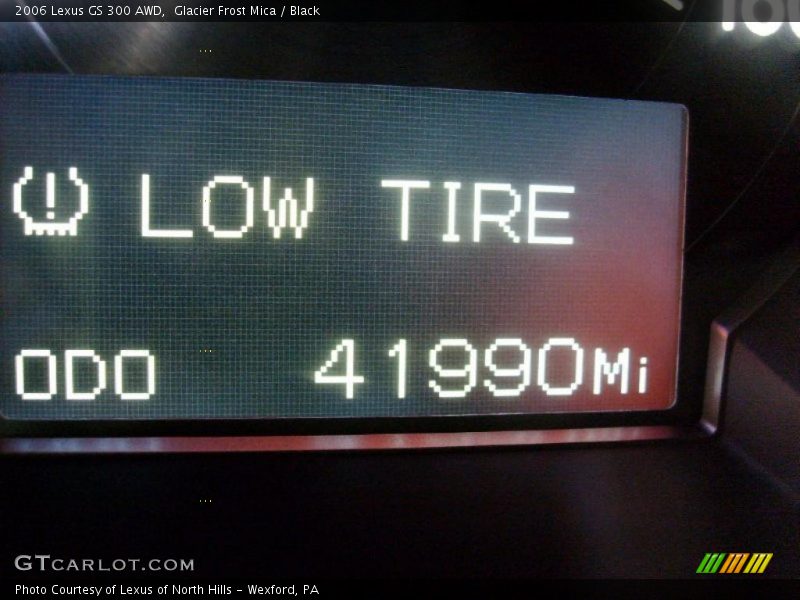 2006 Lexus GS 300 AWD,  Glacier Frost Mica / Black
LOW TIRE
ODO 41990Mi
GTCARLOT.COM
Photo Courtesy of Lexus of North Hills - Wexford, PA